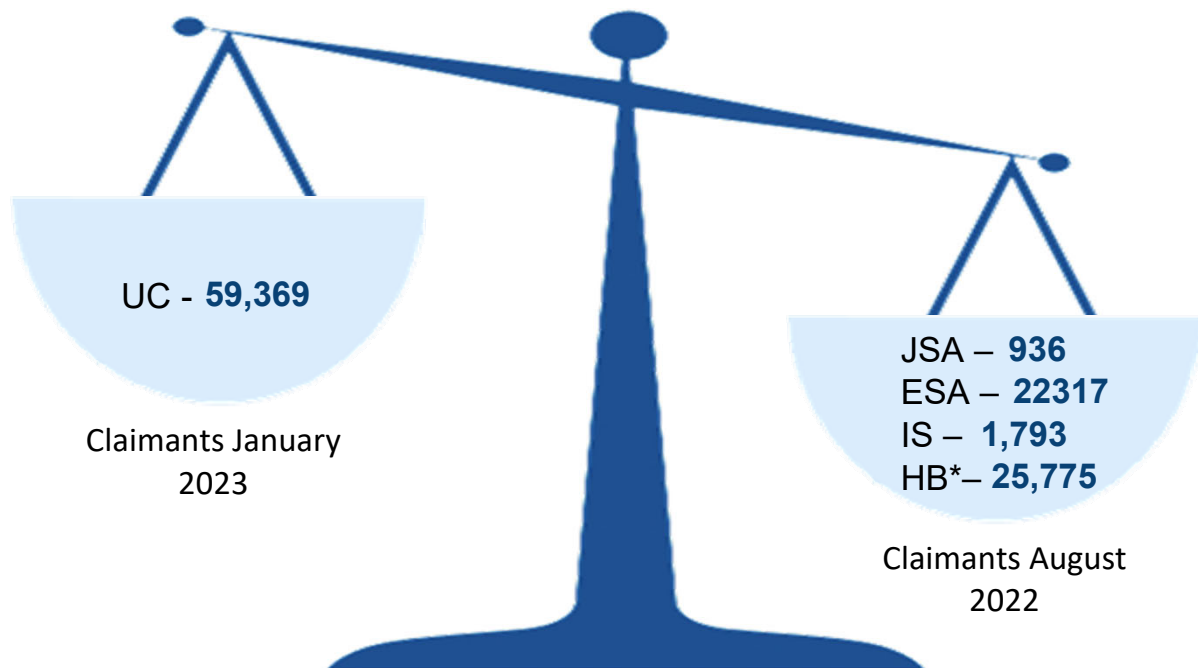 UC - 59,369
Claimants January
2023
JSA – 936
ESA – 22317
IS – 1,793
HB*– 25,775
Claimants August
2022